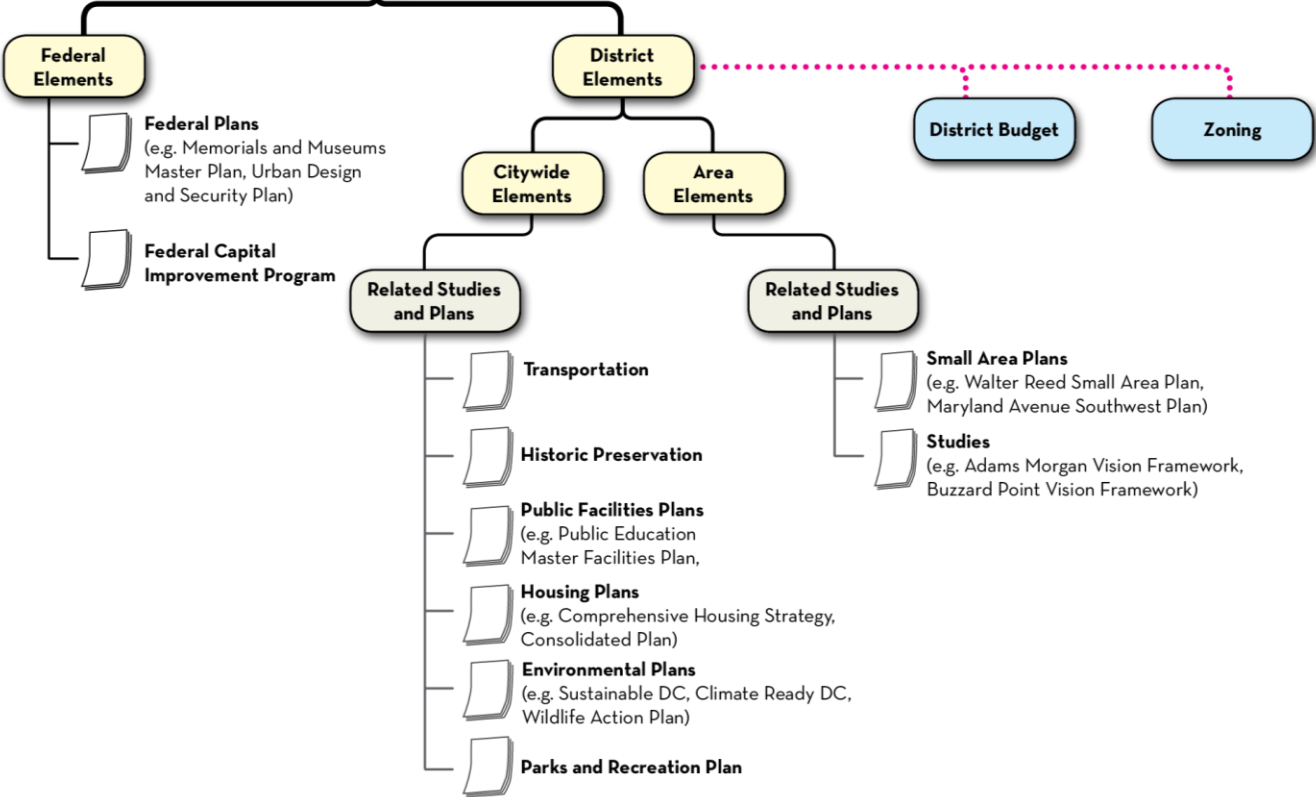 Federal
Elements
District
Elements
District Budget
Zoning
Federal Plans
(e.g. Memorials and Museums
Master Plan, Urban Design
and Security Plan)
Federal Capital
Improvement Program
Citywide
Elements
Area
Elements
Related Studies
and Plans
Transportation
Historic Preservation
Public Facilities Plans
(e.g. Public Education
Master Facilities Plan,
Housing Plans
(e.g. Comprehensive Housing Strategy,
Consolidated Plan)
Environmental Plans
(e.g. Sustainable DC, Climate Ready DC,
Wildlife Action Plan)
Parks and Recreation Plan
Related Studies
and Plans
Small Area Plans
(e.g. Walter Reed Small Area Plan,
Maryland Avenue Southwest Plan)
Studies
(e.g. Adams Morgan Vision Framework,
Buzzard Point Vision Framework)